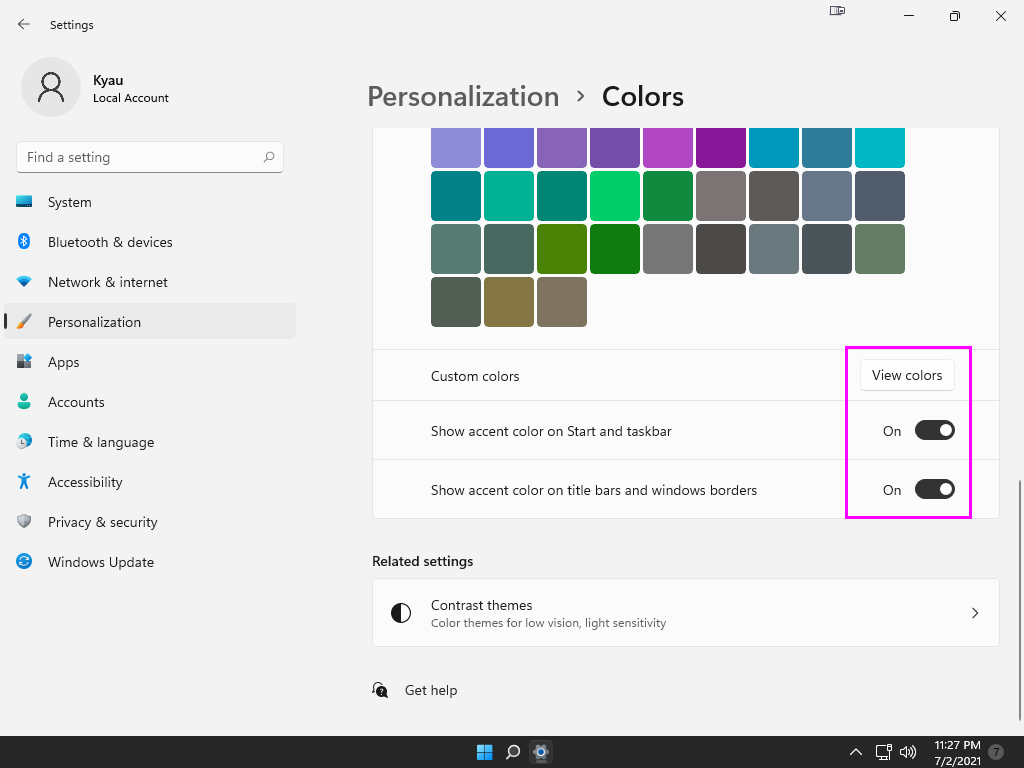 Settings
Kyau
Local Account
Find a setting
System
Bluetooth & devices
Network & internet
Personalization
Apps
Accounts
Time & language
Accessibility
Privacy & security
Windows Update
Personalization > Colors
Custom colors
View colors
Show accent color on Start and taskbar
On
Show accent color on title bars and windows borders
On
Related settings
Contrast themes
Color themes for low vision, light sensitivity
Get help
11:27 PM
7/2/2021
7